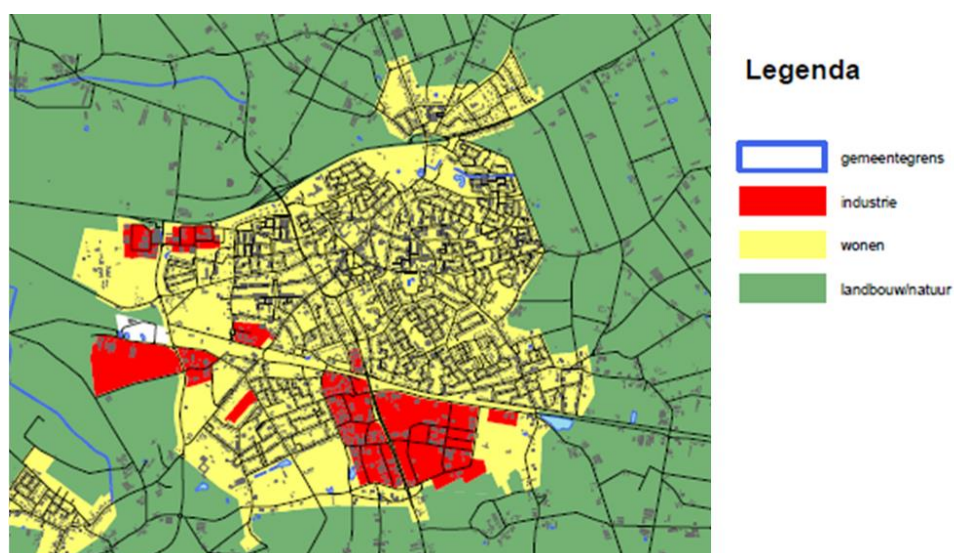 Legenda
gemeentegrens
industrie
wonen
landbouw/natuur